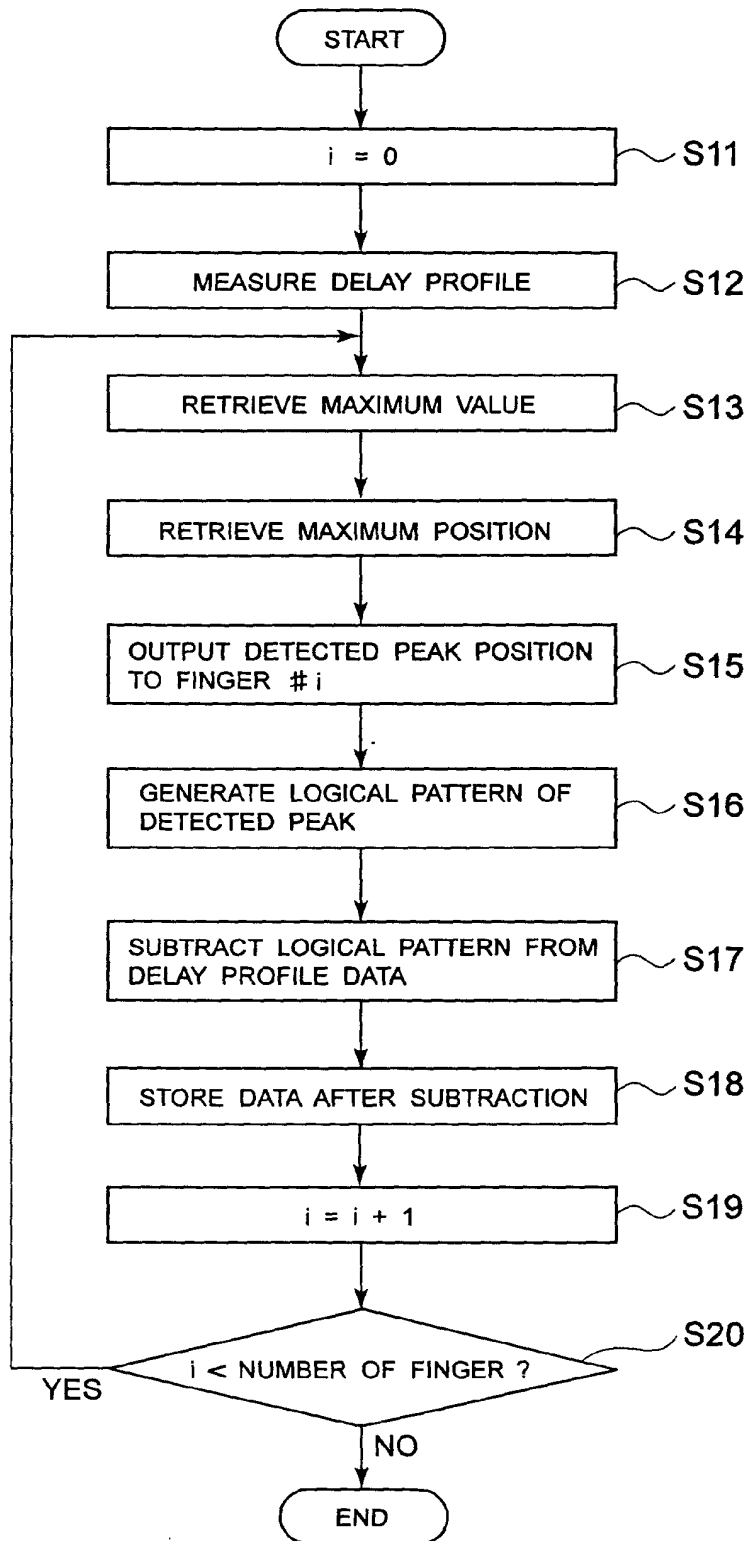 START
i = 0
S11
MEASURE DELAY PROFILE
S12
RETRIEVE MAXIMUM VALUE
S13
RETRIEVE MAXIMUM POSITION
S14
OUTPUT DETECTED PEAK POSITION
TO FINGER #i
S15
GENERATE LOGICAL PATTERN OF
DETECTED PEAK
S16
SUBTRACT LOGICAL PATTERN FROM
DELAY PROFILE DATA
S17
STORE DATA AFTER SUBTRACTION
S18
i = i + 1
S19
i < NUMBER OF FINGER ?
S20
YES
NO
END